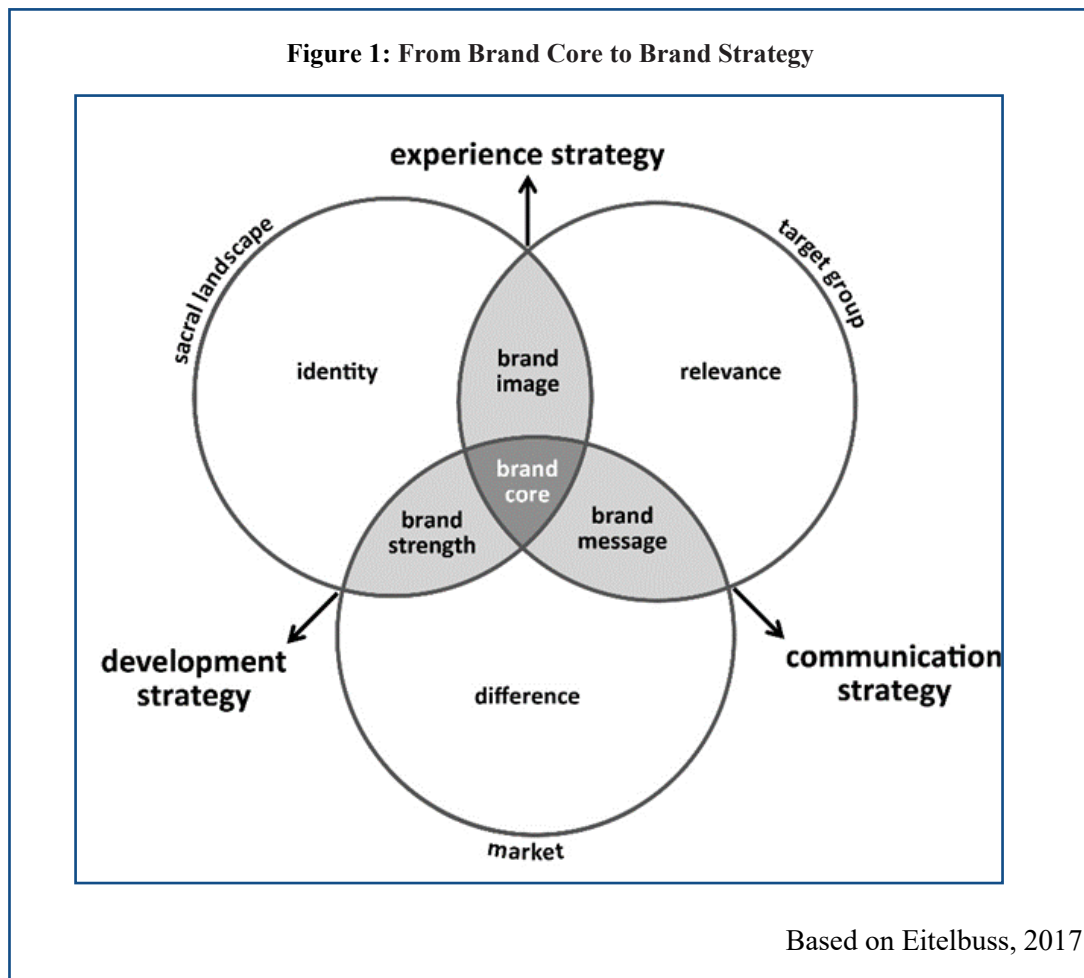 Figure 1: From Brand Core to Brand Strategy
experience strategy
sacral landscape
target group
identity
brand
image
relevance
brand
core
brand
strength
brand
message
development
strategy
communication
strategy
difference
market
Based on Eitelbuss, 2017